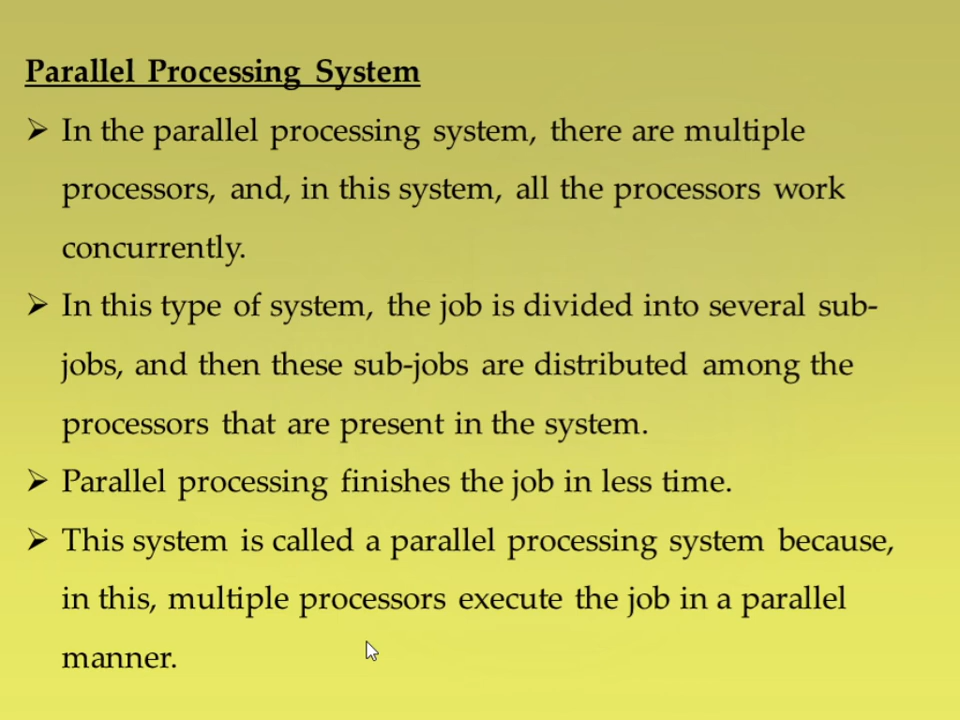 Parallel Processing System
➢ In the parallel processing system, there are multiple
processors, and, in this system, all the processors work
concurrently.
➢ In this type of system, the job is divided into several sub-
jobs, and then these sub-jobs are distributed among the
processors that are present in the system.
➢ Parallel processing finishes the job in less time.
➢ This system is called a parallel processing system because,
in this, multiple processors execute the job in a parallel
manner.